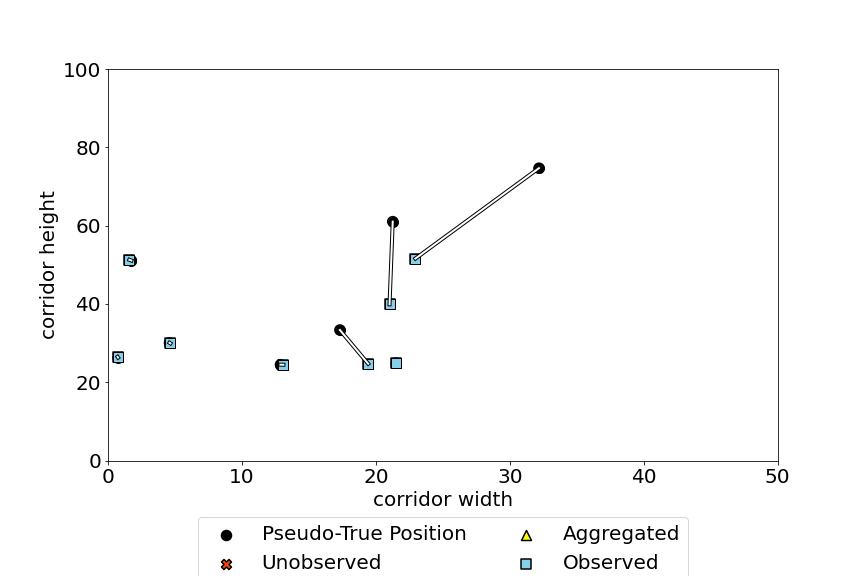 100
80
60
40
20
0
0 10 20 30 40 50
corridor height
corridor width
Pseudo-True Position Aggregated
Unobserved Observed